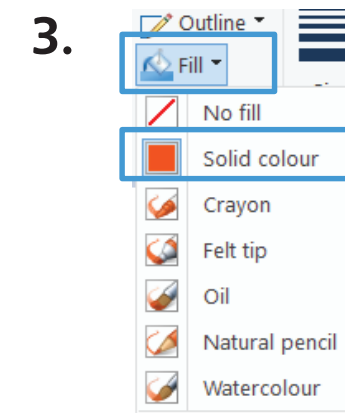 3.
Outline
Fill
No fill
Solid colour
Crayon
Felt tip
Oil
Natural pencil
Watercolour